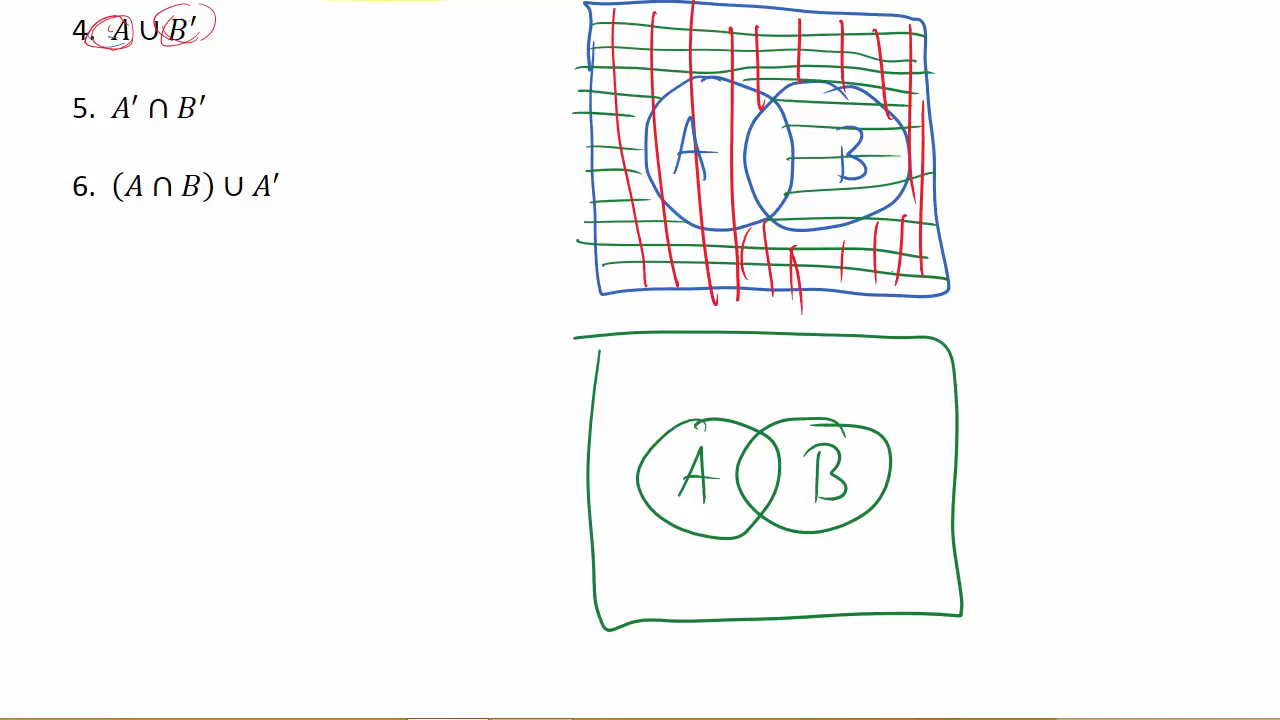 4. A ∪ B′
5. A′ ∩ B′
6. (A ∩ B) ∪ A′
A B
A B